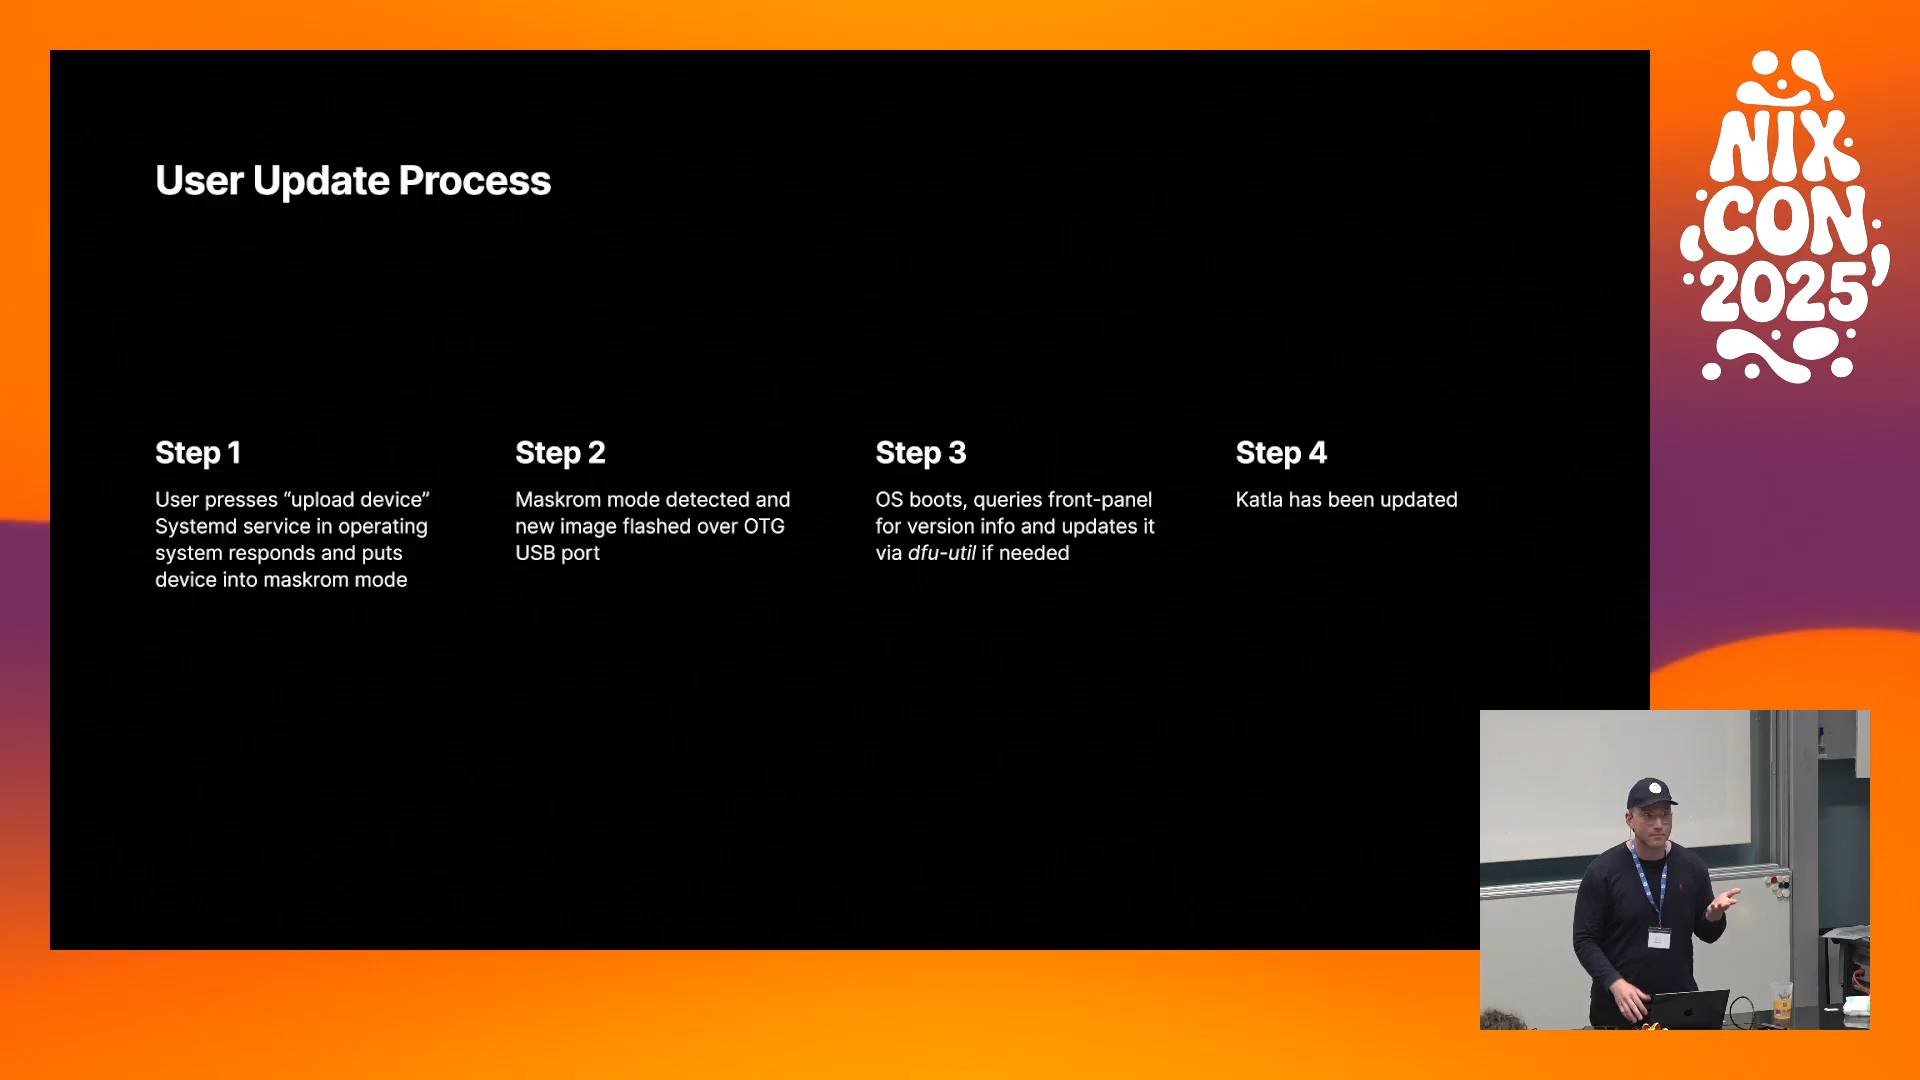 User Update Process
Step 1
User presses “upload device”
Systemd service in operating
system responds and puts
device into maskrom mode
Step 2
Maskrom mode detected and
new image flashed over OTG
USB port
Step 3
OS boots, queries front-panel
for version info and updates it
via dfu-util if needed
Step 4
Katla has been updated
NIX
CON
2025